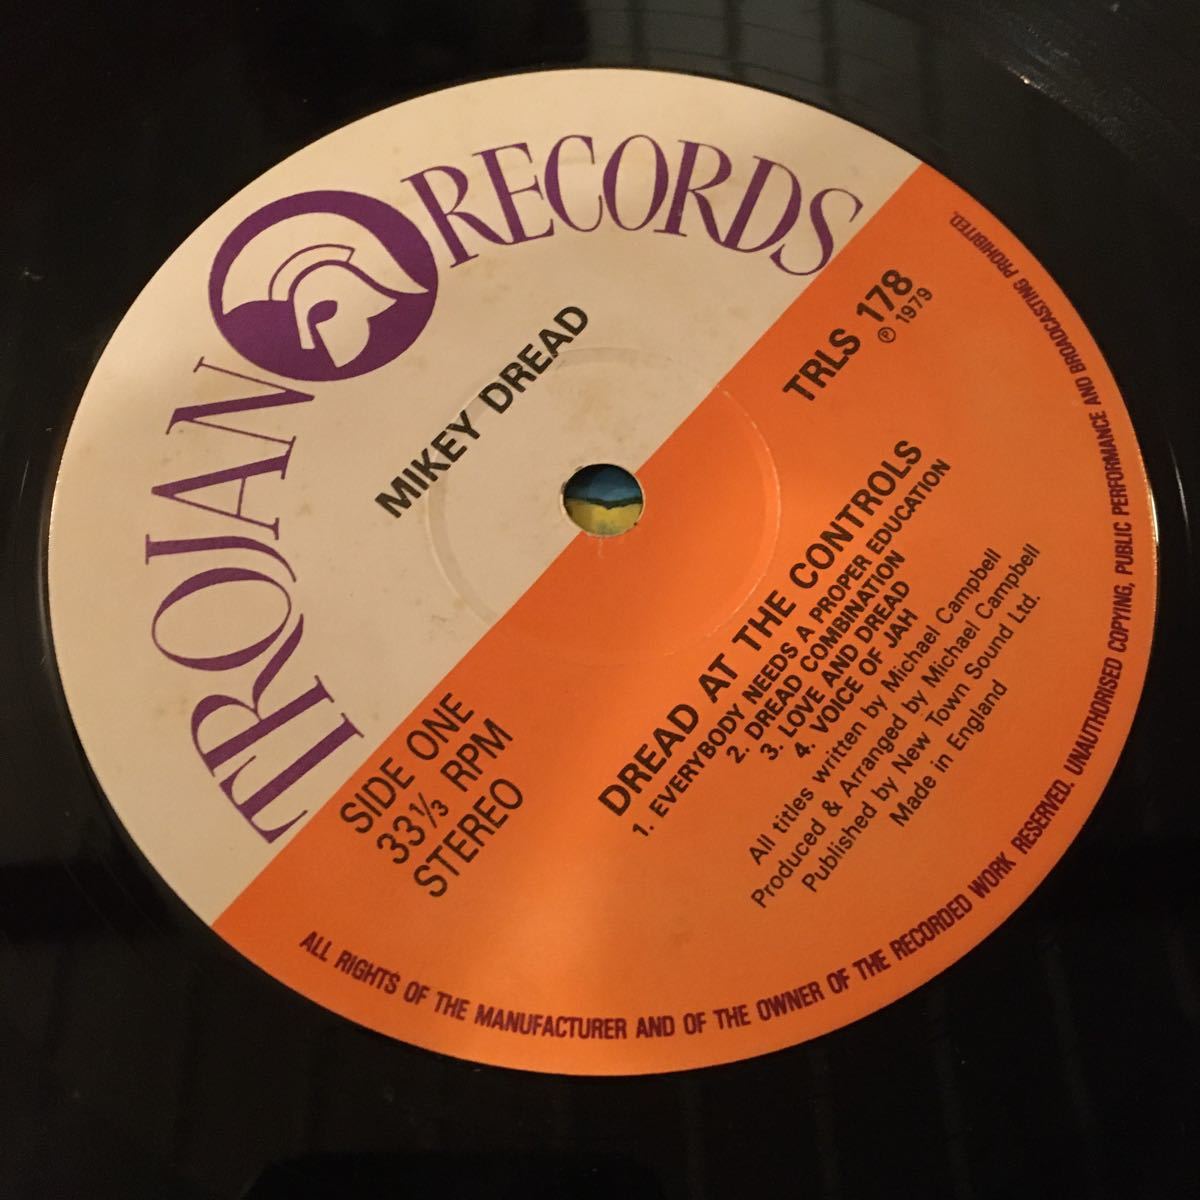 TROJAN RECORDS
MIKEY DREAD
TRLS 178
℗ 1979
SIDE ONE
33⅓ RPM
STEREO
DREAD AT THE CONTROLS
1. EVERYBODY NEEDS A PROPER EDUCATION
2. DREAD COMBINATION
3. LOVE AND DREAD
4. VOICE OF JAH
All titles written by Michael Campbell
Produced & Arranged by Michael Campbell
Published by New Town Sound Ltd.
Made in England
ALL RIGHTS OF THE MANUFACTURER AND OF THE OWNER OF THE RECORDED WORK RESERVED. UNAUTHORISED COPYING, PUBLIC PERFORMANCE AND BROADCASTING PROHIBITED.